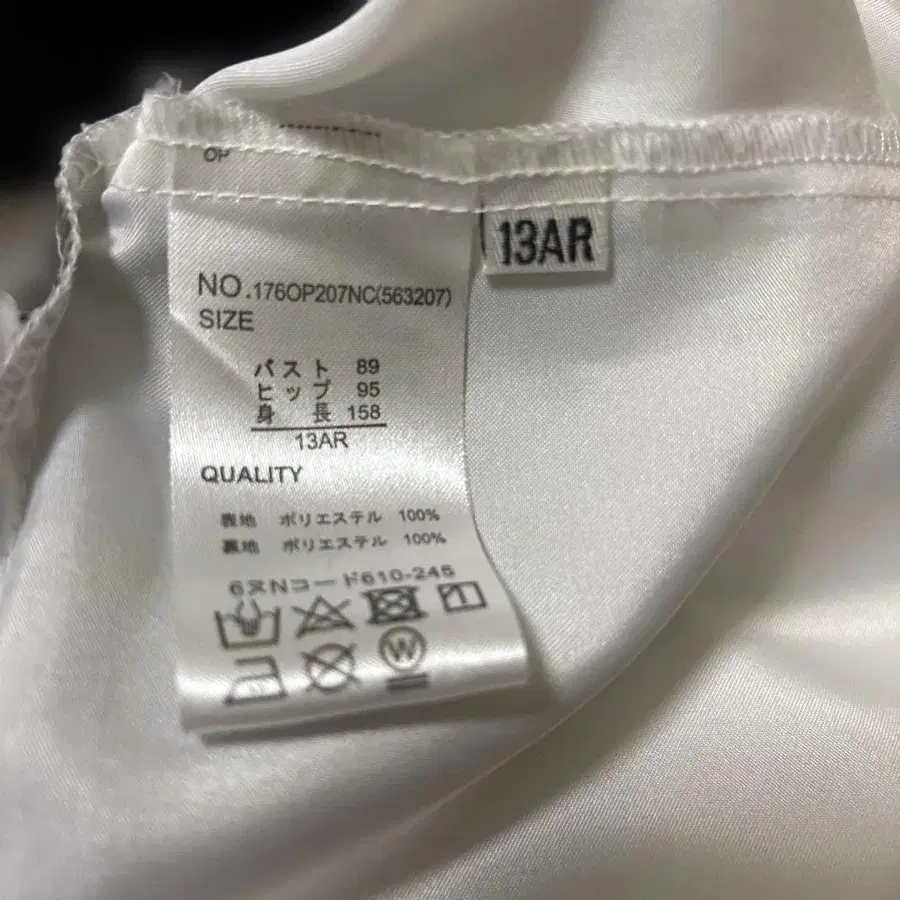 OP
13AR
NO.176OP207NC(563207)
SIZE
バスト 89
ヒップ 95
身長 158
13AR
QUALITY
表地 ポリエステル 100%
裏地 ポリエステル 100%
6ヌNコード610-245
W